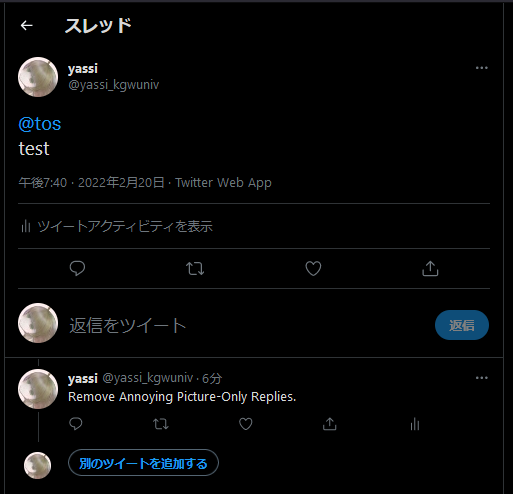 スレッド
yassi
@yassi_kgwuniv
@tos
test
午後7:40 · 2022年2月20日 · Twitter Web App
ツイートアクティビティを表示
返信をツイート
返信
yassi @yassi_kgwuniv · 6分
Remove Annoying Picture-Only Replies.
別のツイートを追加する